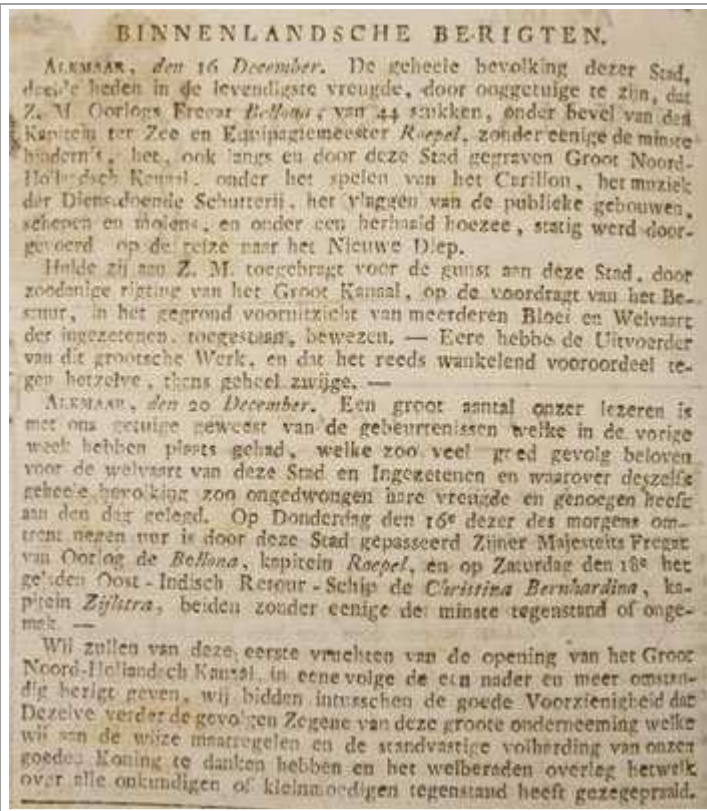 BINNENLANDSCHE BERIGTEN.
ALKMAAR, den 16 December. De geheele bevolking dezer Stad,
deelde heden in de levendigste vreugde, door ooggetuige te zijn, dat
Z. M. Oorlogs Fregat Bellona, van 44 stukken, onder bevel van den
Kapitein ter Zee en Equipagiemeester Roepel, zonder eenige de minste
hindernis, het, ook langs en door deze Stad gegraven Groot Noord-
Hollandsch Kanaal, onder het spelen van het Carillon, het muziek
der Dienstdoende Schutterij, het vlaggen van de publieke gebouwen,
schepen en molens, en onder een herhaald hoezee, statig werd door-
gevoerd op de reize naar het Nieuwe Diep.
Hulde zij aan Z. M. toegebragt voor de gunst aan deze Stad, door
zoodanige rigting van het Groot Kanaal, op de voordragt van het Be-
stuur, in het gegrond vooruitzicht van meerderen Bloei en Welvaart
der ingezetenen, toegestaan, bewezen. — Eere hebbe de Uitvoerder
van dit grootsche Werk, en dat het reeds wankelend vooroordeel te-
gen hetzelve, thans geheel zwijge. —
ALKMAAR, den 20 December. Een groot aantal onzer lezeren is
met ons getuige geweest van de gebeurtenissen welke in de vorige
week hebben plaats gehad, welke zoo veel goed gevolg beloven
voor de welvaart van deze Stad en Ingezetenen en waarover deszelfs
geheele bevolking zoo ongedwongen hare vreugde en genoegen heeft
aan den dag gelegd. Op Donderdag den 16e dezer des morgens om-
trent negen uur is door deze Stad gepasseerd Zijner Majesteits Fregat
van Oorlog de Bellona, kapitein Roepel, en op Zaturdag den 18e het
geladen Oost-Indisch Retour-Schip de Christina Bernhardina, ka-
pitein Zijlstra, beiden zonder eenige de minste tegenstand of onge-
mak. —
Wij zullen van deze eerste vruchten van de opening van het Groot
Noord-Hollandsch Kanaal, in eene volgende een nader en meer omstan-
dig berigt geven, wij bidden intusschen de goede Voorzienigheid dat
Dezelve verder de gevolgen Zegene van deze groote onderneeming welke
wij aan de wijze maatregelen en de standvastige volharding van onzen
goeden Koning te danken hebben en het welberaden overleg hetwelk
over alle onkundigen of kleinmoedigen tegenstand heeft gezegepraald.